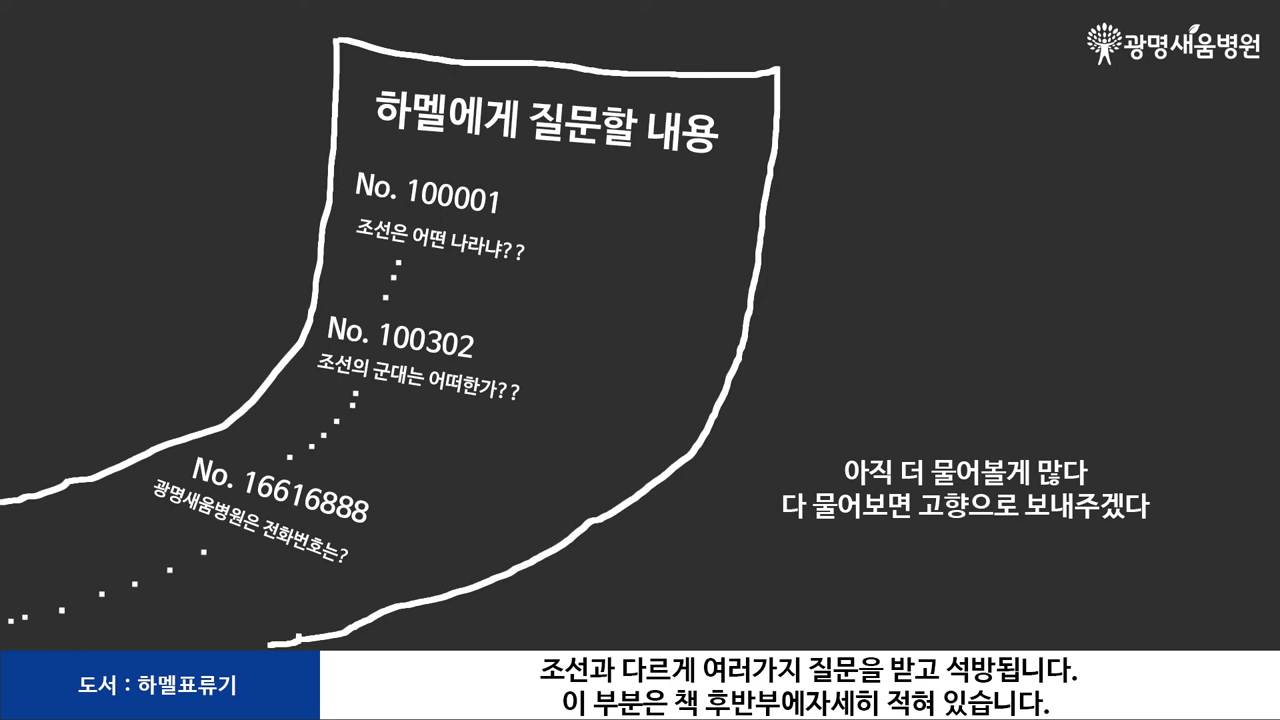 광명새움병원
하멜에게 질문할 내용
No. 100001
조선은 어떤 나라냐??
No. 100302
조선의 군대는 어떠한가??
No. 16616888
광명새움병원은 전화번호는?
아직 더 물어볼게 많다
다 물어보면 고향으로 보내주겠다
도서 : 하멜표류기
조선과 다르게 여러가지 질문을 받고 석방됩니다.
이 부분은 책 후반부에자세히 적혀 있습니다.